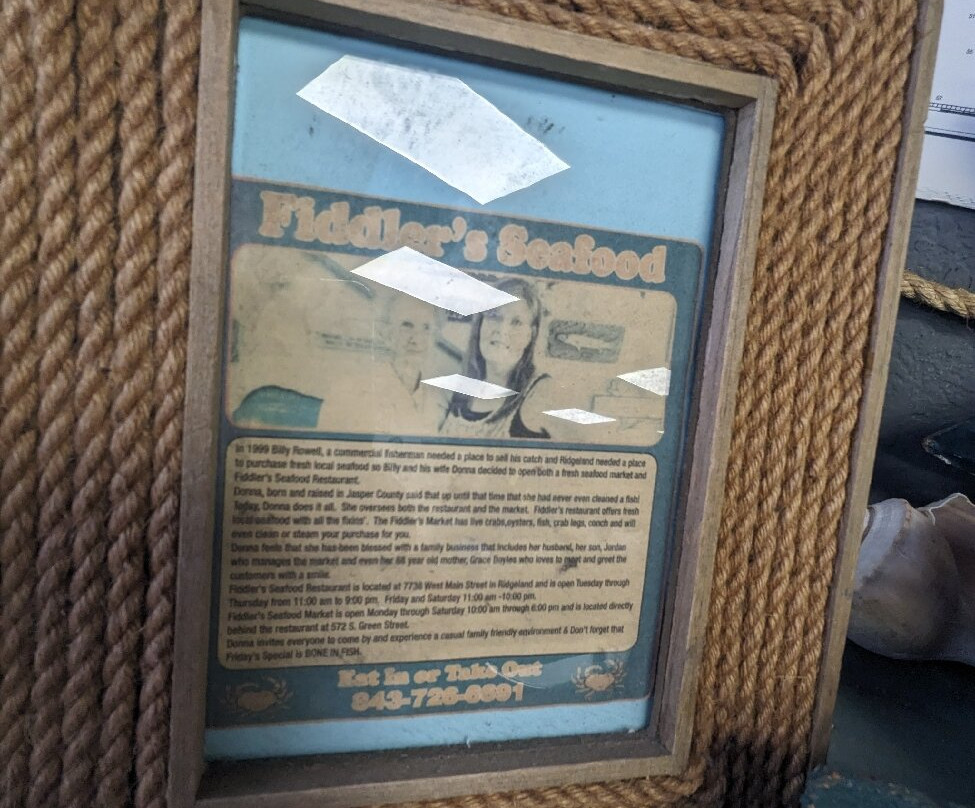 Fiddler's Seafood
In 1999 Billy Rowell, a commercial fisherman needed a place to sell his catch and Ridgeland needed a place
to purchase fresh local seafood so Billy and his wife Donna decided to open both a fresh seafood market and
Fiddler's Seafood Restaurant.
Donna, born and raised in Jasper County said that up until that time that she had never even cleaned a fish!
Today, Donna does it all. She oversees both the restaurant and the market. Fiddler's restaurant offers fresh
local seafood with all the fixins'. The Fiddler's Market has live crabs,oysters, fish, crab legs, conch and will
even clean or steam your purchase for you.
Donna feels that she has been blessed with a family business that includes her husband, her son, Jordan
who manages the market and even her 88 year old mother, Grace Boyles who loves to meet and greet the
customers with a smile.
Fiddler's Seafood Restaurant is located at 7738 West Main Street in Ridgeland and is open Tuesday through
Thursday from 11:00 am to 9:00 pm. Friday and Saturday 11:00 am -10:00 pm.
Fiddler's Seafood Market is open Monday through Saturday 10:00 am through 6:00 pm and is located directly
behind the restaurant at 572 S. Green Street.
Donna invites everyone to come by and experience a casual family friendly environment & Don't forget that
Friday's Special is BONE IN FISH.
Eat In or Take Out
843-726-6691